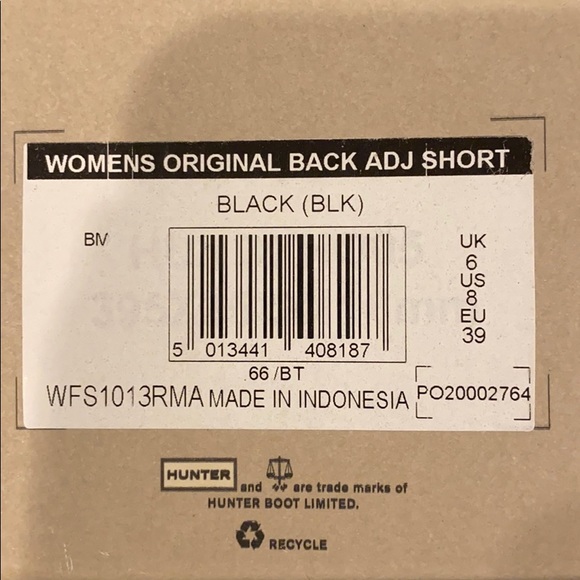 WOMENS ORIGINAL BACK ADJ SHORT
BLACK (BLK)
BM
UK
6
US
8
EU
39
5 013441 408187
66 /BT
WFS1013RMA MADE IN INDONESIA
PO20002764
HUNTER and are trade marks of
HUNTER BOOT LIMITED.
RECYCLE